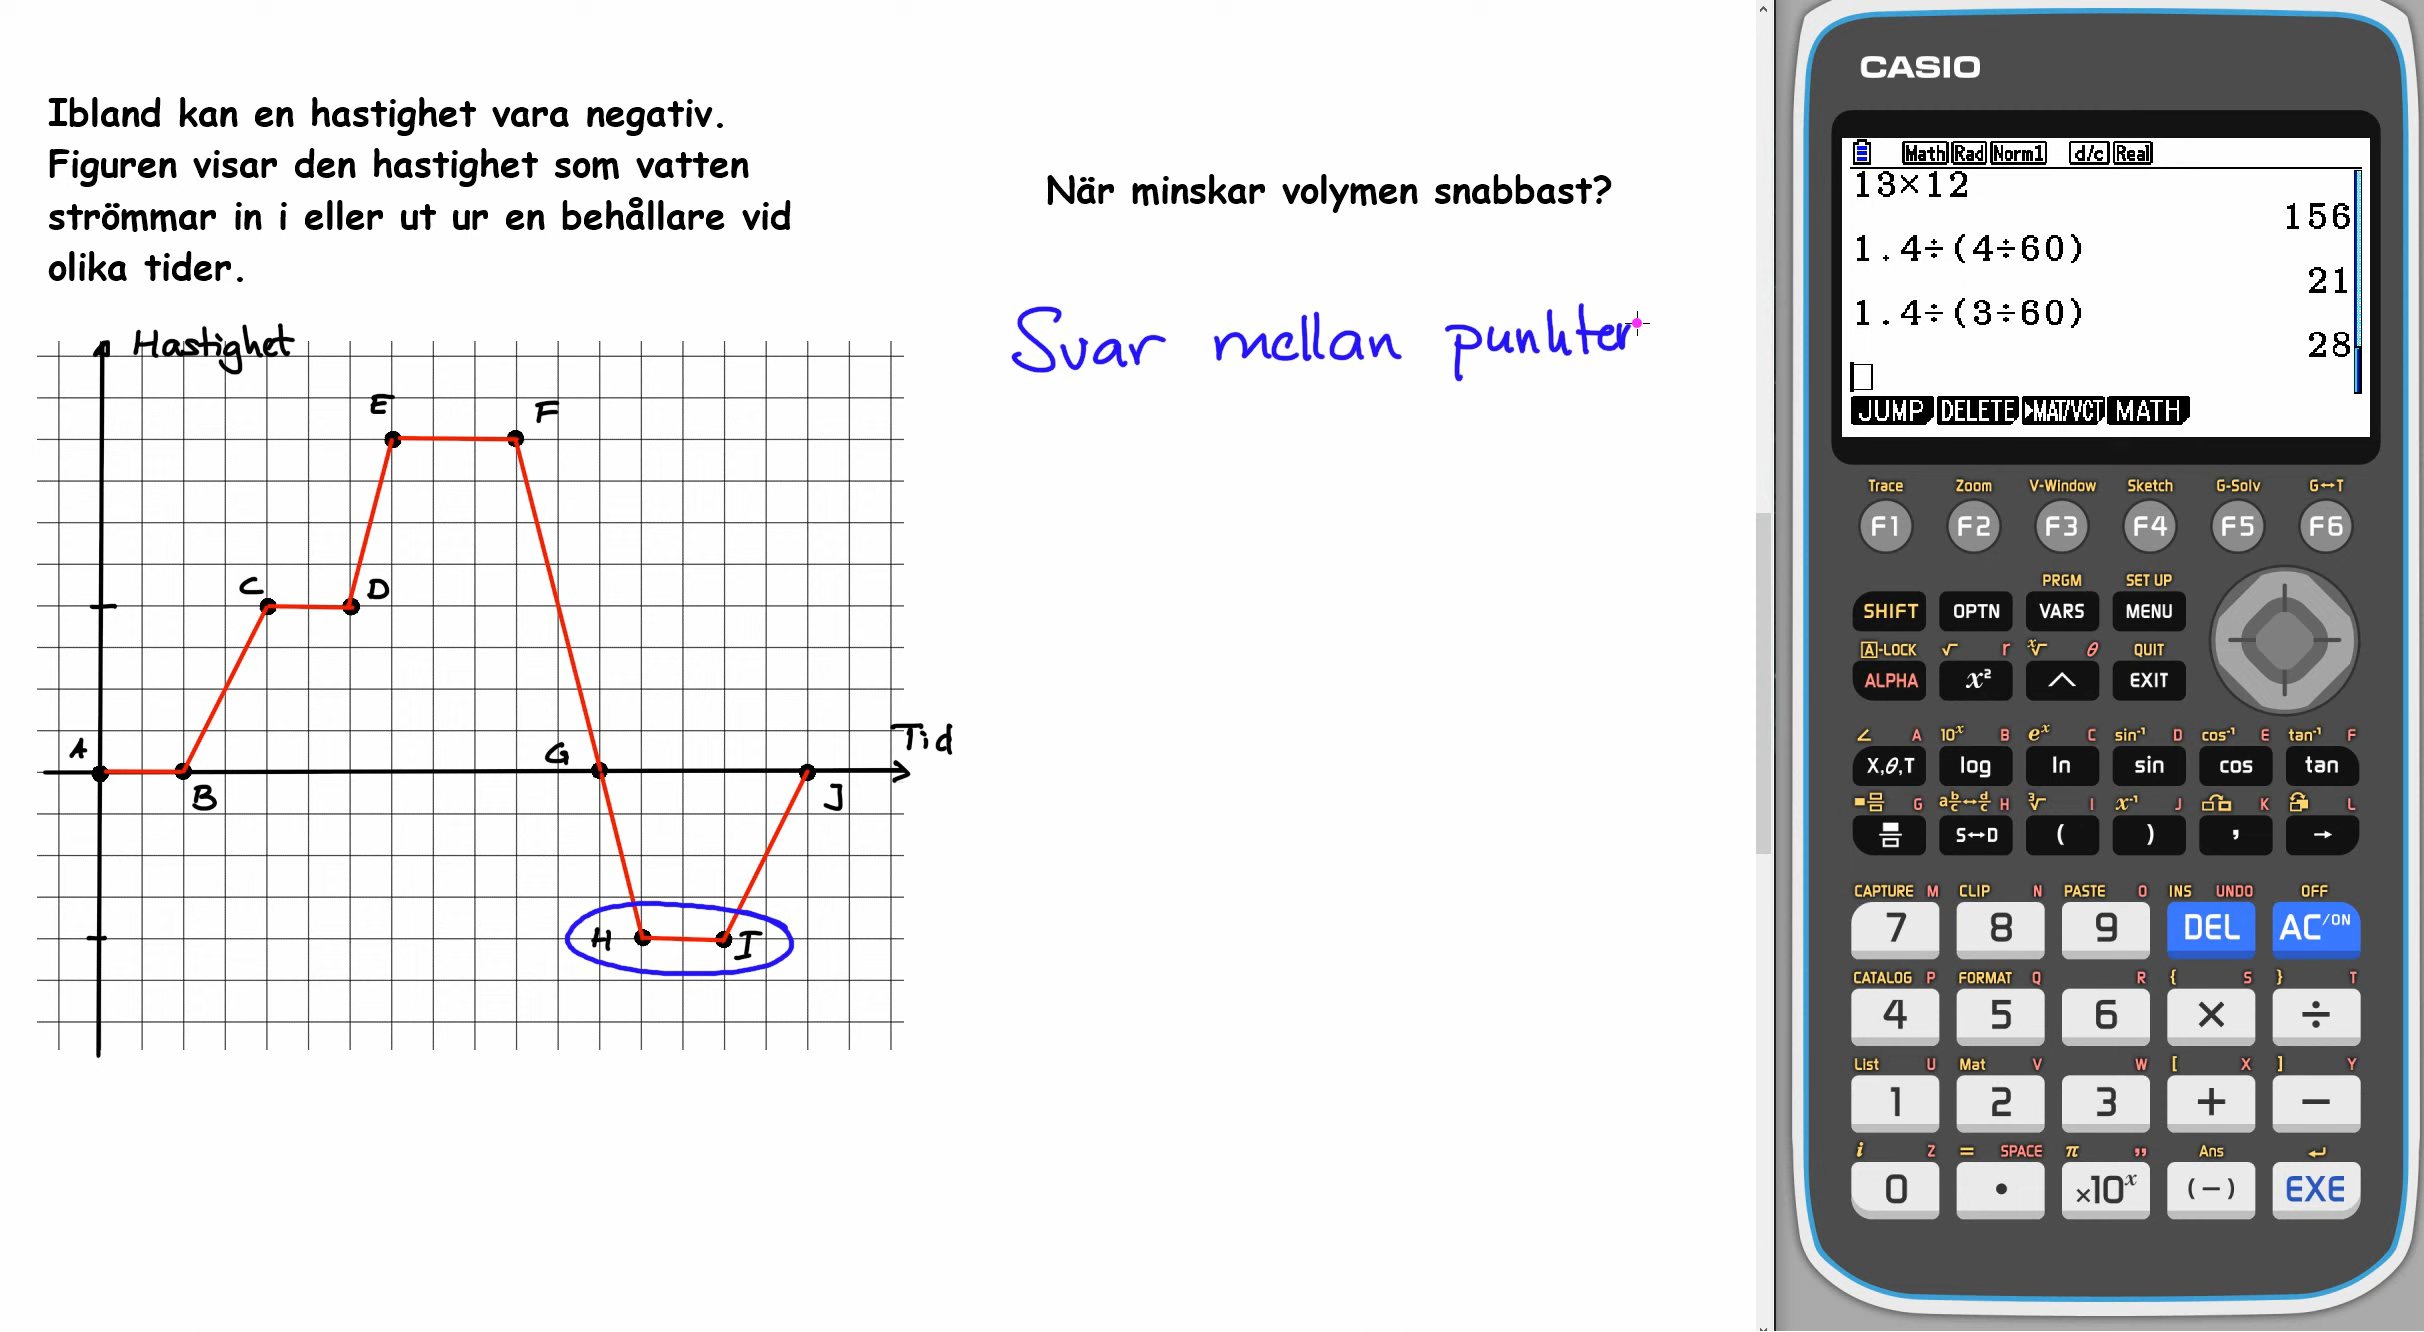 Ibland kan en hastighet vara negativ.
Figuren visar den hastighet som vatten
strömmar in i eller ut ur en behållare vid
olika tider.
När minskar volymen snabbast?
Svar mellan punkter
Hastighet
E
F
C
D
A
B
G
Tid
J
H
I
CASIO
Math Rad Norm1 d/c Real
13×12
156
1.4÷(4÷60)
21
1.4÷(3÷60)
28
JUMP DELETE ▶MAT/VCT MATH
Trace Zoom V-Window Sketch G-Solv G↔T
F1 F2 F3 F4 F5 F6
PRGM SET UP
SHIFT OPTN VARS MENU
A-LOCK √ r ˣ√ θ QUIT
ALPHA x² ^ EXIT
∠ A 10ˣ B eˣ C sin⁻¹ D cos⁻¹ E tan⁻¹ F
X,θ,T log ln sin cos tan
G a b/c↔d/c H ³√ I x⁻¹ J K L
S↔D ( ) , →
CAPTURE M CLIP N PASTE O INS UNDO OFF
7 8 9 DEL AC/ON
CATALOG P FORMAT Q R { S } T
4 5 6 × ÷
List U Mat V W [ X ] Y
1 2 3 + −
i Z = SPACE π " Ans ↵
0 • ×10ˣ (−) EXE